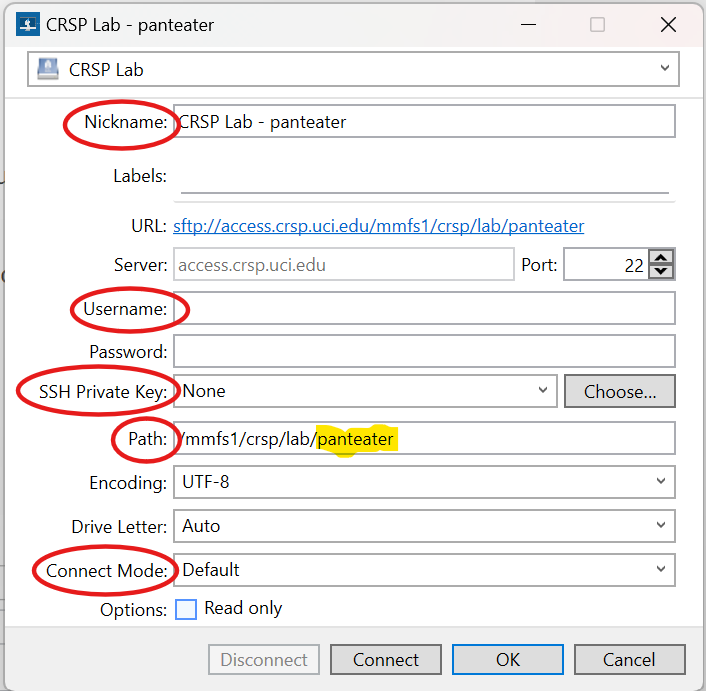 CRSP Lab - panteater
CRSP Lab
Nickname: CRSP Lab - panteater
Labels:
URL: sftp://access.crsp.uci.edu/mmfs1/crsp/lab/panteater
Server: access.crsp.uci.edu Port: 22
Username:
Password:
SSH Private Key: None Choose...
Path: /mmfs1/crsp/lab/panteater
Encoding: UTF-8
Drive Letter: Auto
Connect Mode: Default
Options: Read only
Disconnect Connect OK Cancel